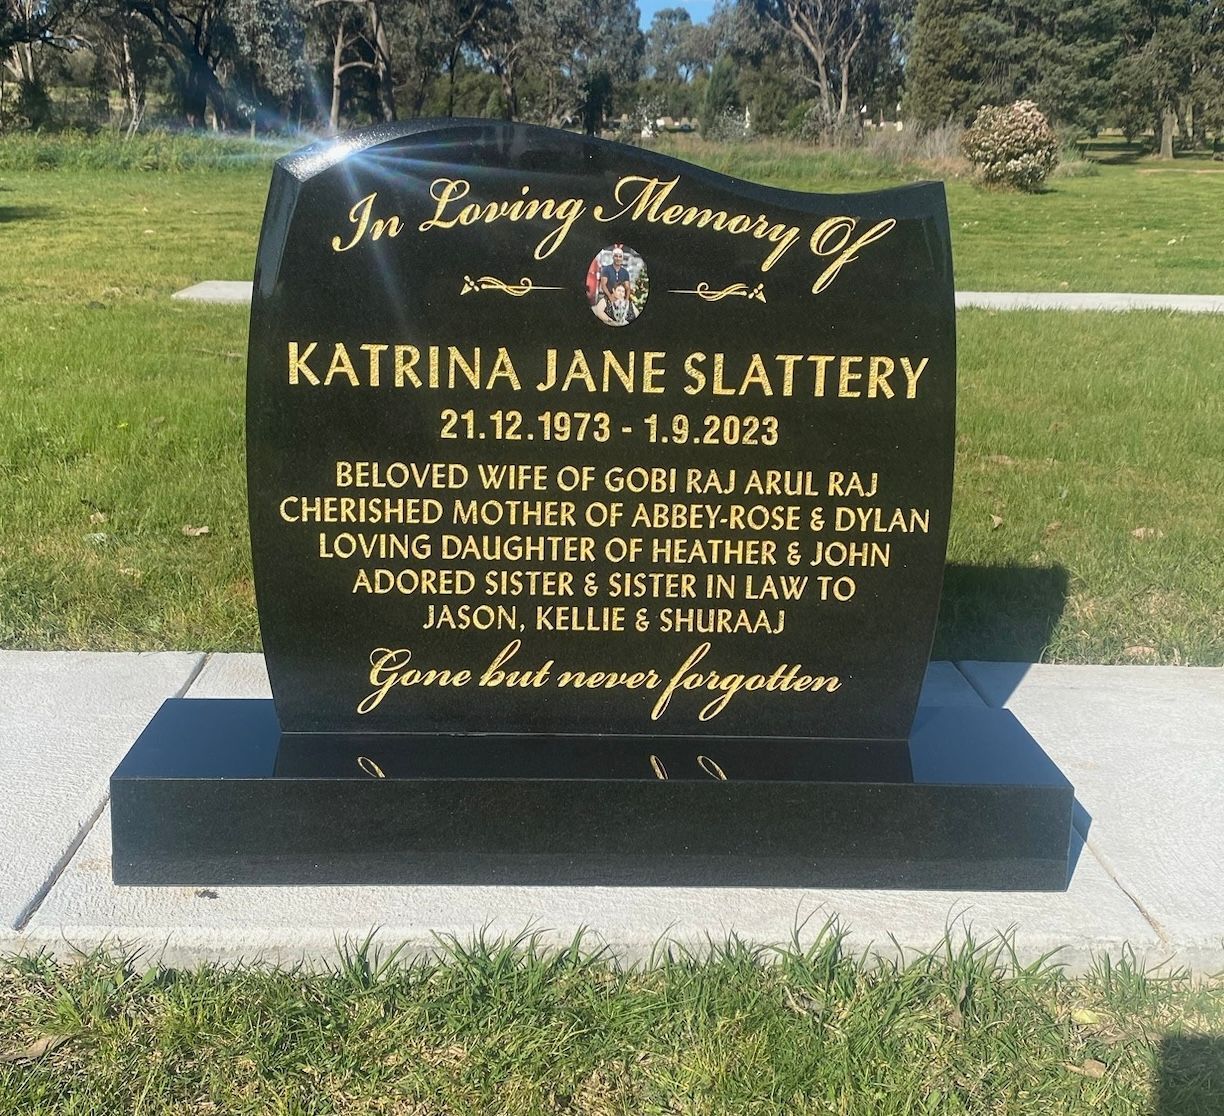 In Loving Memory Of
KATRINA JANE SLATTERY
21.12.1973 - 1.9.2023
BELOVED WIFE OF GOBI RAJ ARUL RAJ
CHERISHED MOTHER OF ABBEY-ROSE & DYLAN
LOVING DAUGHTER OF HEATHER & JOHN
ADORED SISTER & SISTER IN LAW TO
JASON, KELLIE & SHURAAJ
Gone but never forgotten